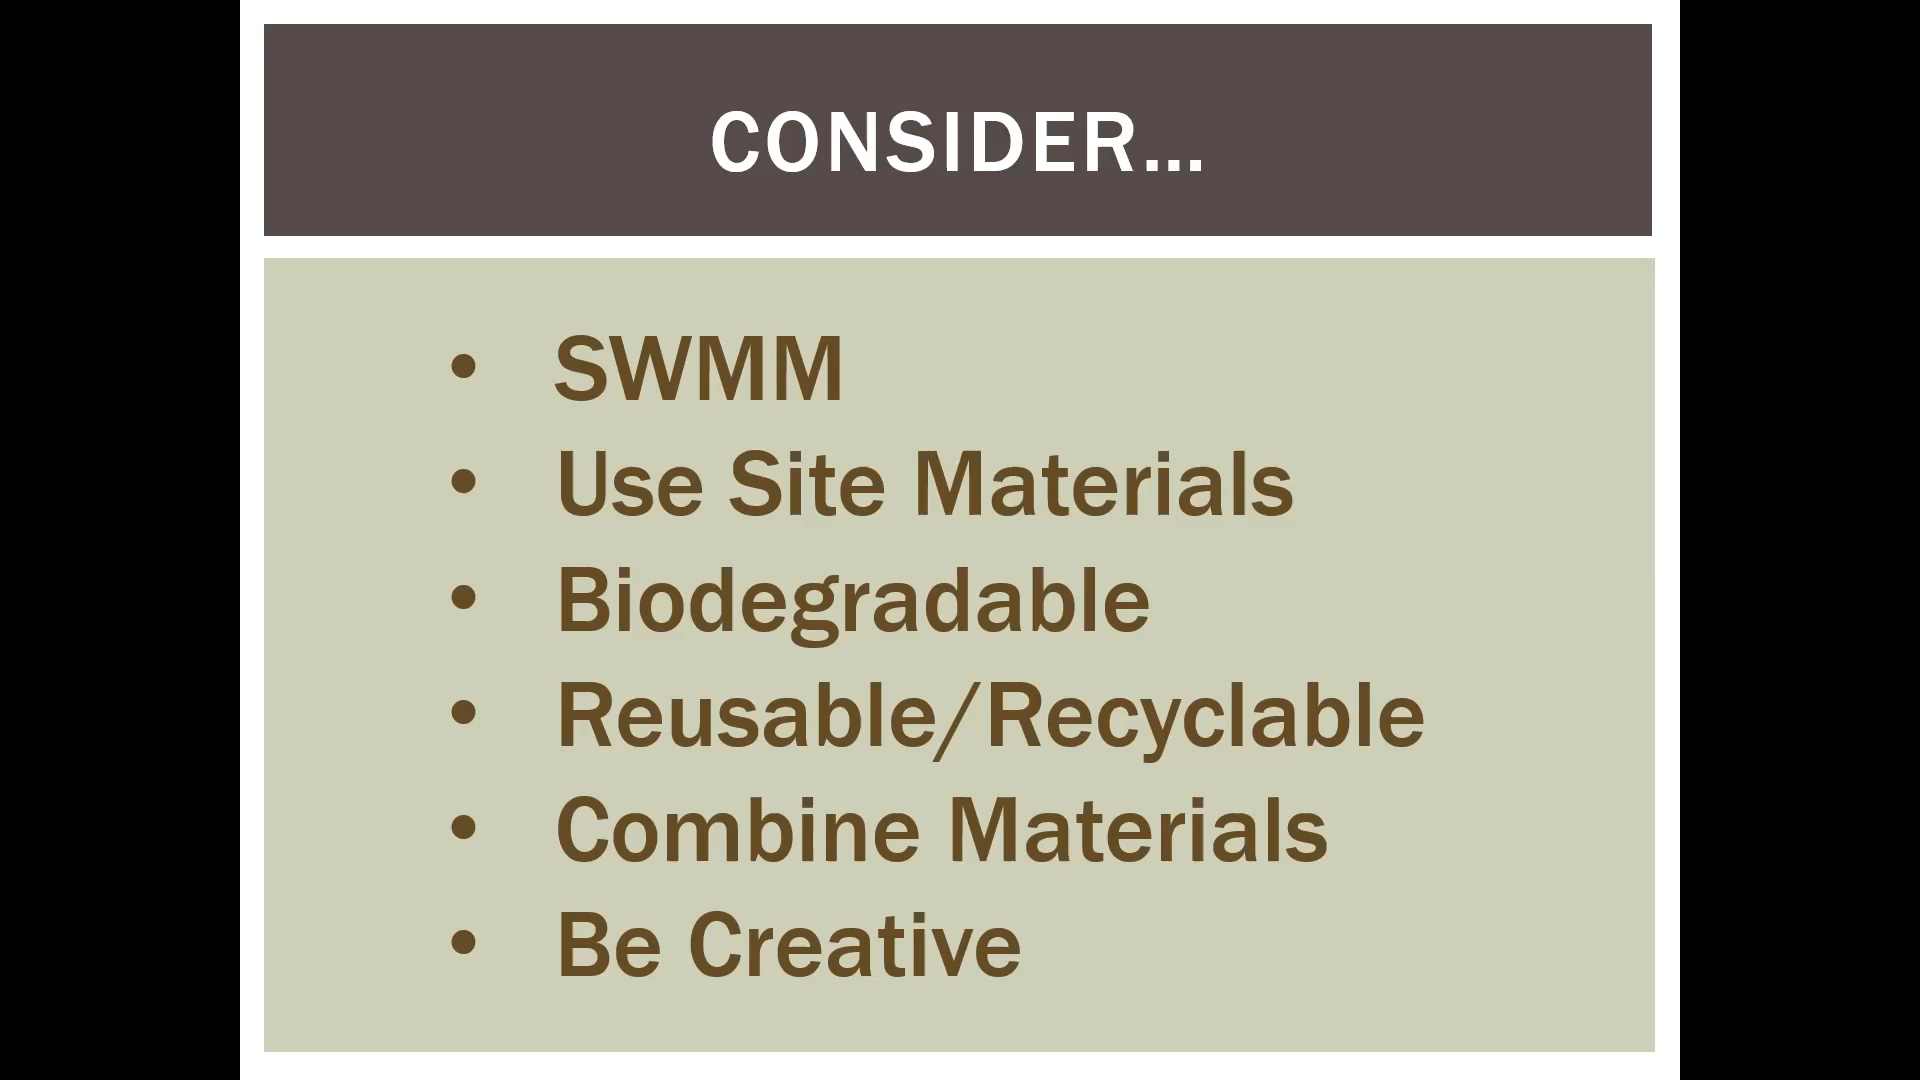 CONSIDER...
• SWMM
• Use Site Materials
• Biodegradable
• Reusable/Recyclable
• Combine Materials
• Be Creative